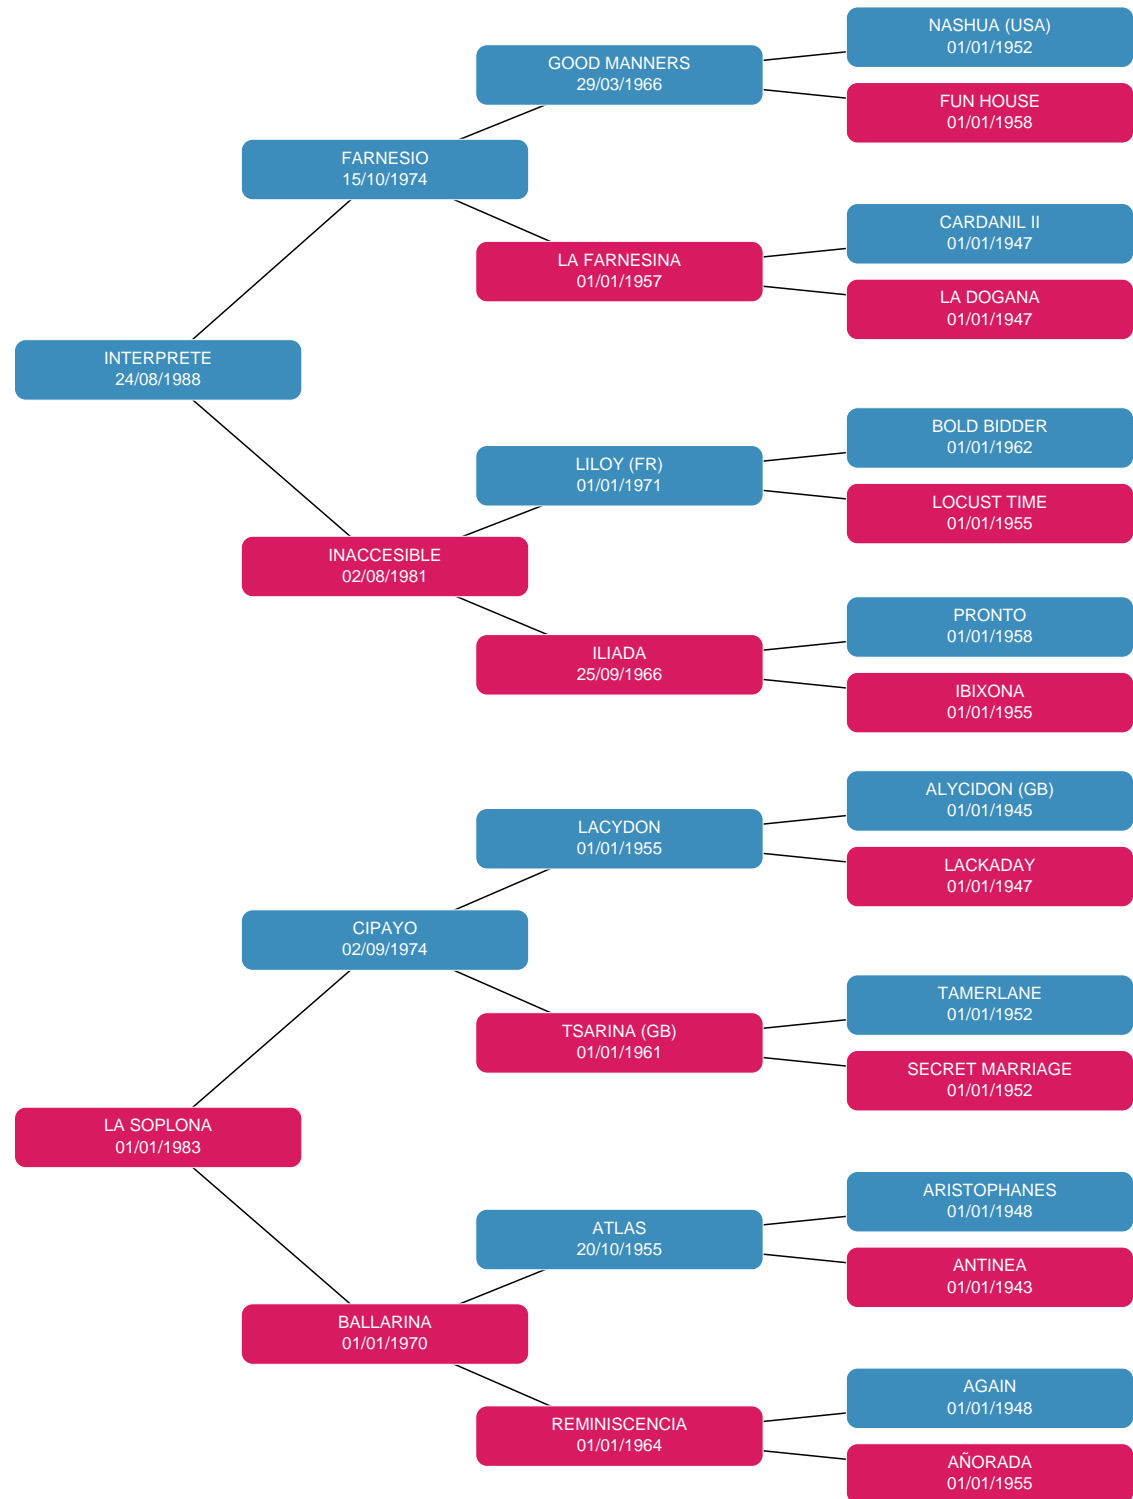 NASHUA (USA)
01/01/1952
GOOD MANNERS
29/03/1966
FUN HOUSE
01/01/1958
FARNESIO
15/10/1974
CARDANIL II
01/01/1947
LA FARNESINA
01/01/1957
LA DOGANA
01/01/1947
INTERPRETE
24/08/1988
BOLD BIDDER
01/01/1962
LILOY (FR)
01/01/1971
LOCUST TIME
01/01/1955
INACCESIBLE
02/08/1981
PRONTO
01/01/1958
ILIADA
25/09/1966
IBIXONA
01/01/1955
ALYCIDON (GB)
01/01/1945
LACYDON
01/01/1955
LACKADAY
01/01/1947
CIPAYO
02/09/1974
TAMERLANE
01/01/1952
TSARINA (GB)
01/01/1961
SECRET MARRIAGE
01/01/1952
LA SOPLONA
01/01/1983
ARISTOPHANES
01/01/1948
ATLAS
20/10/1955
ANTINEA
01/01/1943
BALLARINA
01/01/1970
AGAIN
01/01/1948
REMINISCENCIA
01/01/1964
AÑORADA
01/01/1955